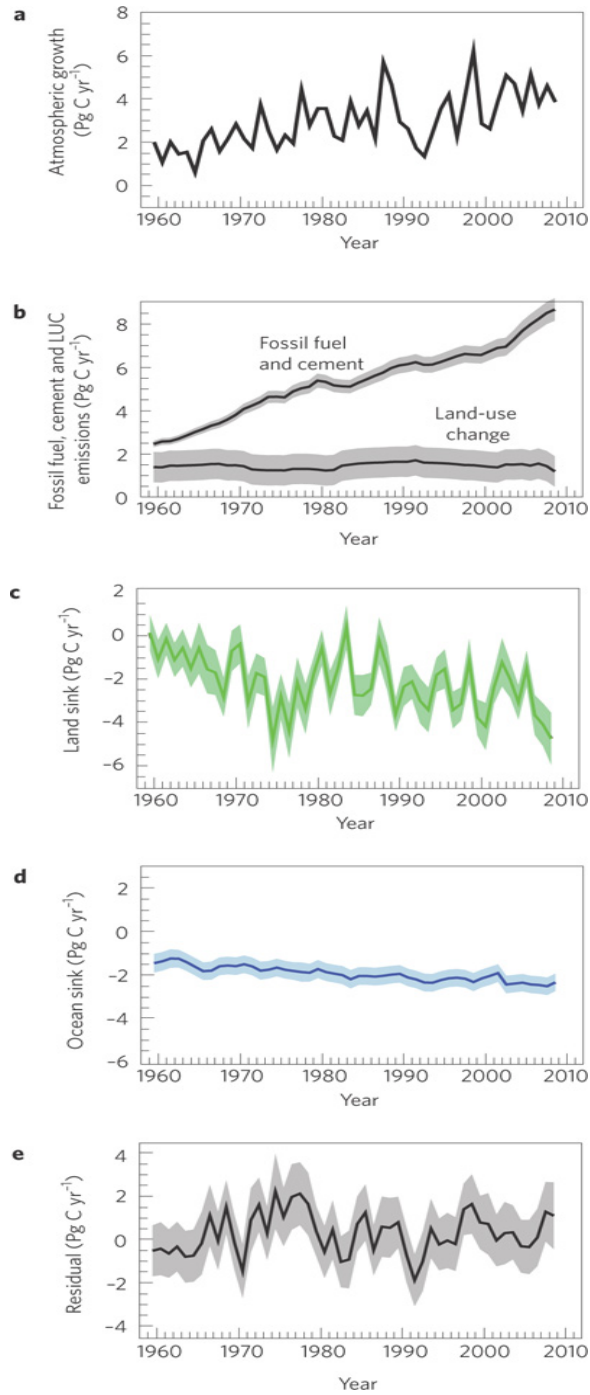 a
Atmospheric growth
(Pg C yr⁻¹)
8
6
4
2
0
1960 1970 1980 1990 2000 2010
Year
b
Fossil fuel, cement and LUC
emissions (Pg C yr⁻¹)
8
6
4
2
0
Fossil fuel
and cement
Land-use
change
1960 1970 1980 1990 2000 2010
Year
c
Land sink (Pg C yr⁻¹)
2
0
-2
-4
-6
1960 1970 1980 1990 2000 2010
Year
d
Ocean sink (Pg C yr⁻¹)
2
0
-2
-4
-6
1960 1970 1980 1990 2000 2010
Year
e
Residual (Pg C yr⁻¹)
4
2
0
-2
-4
1960 1970 1980 1990 2000 2010
Year